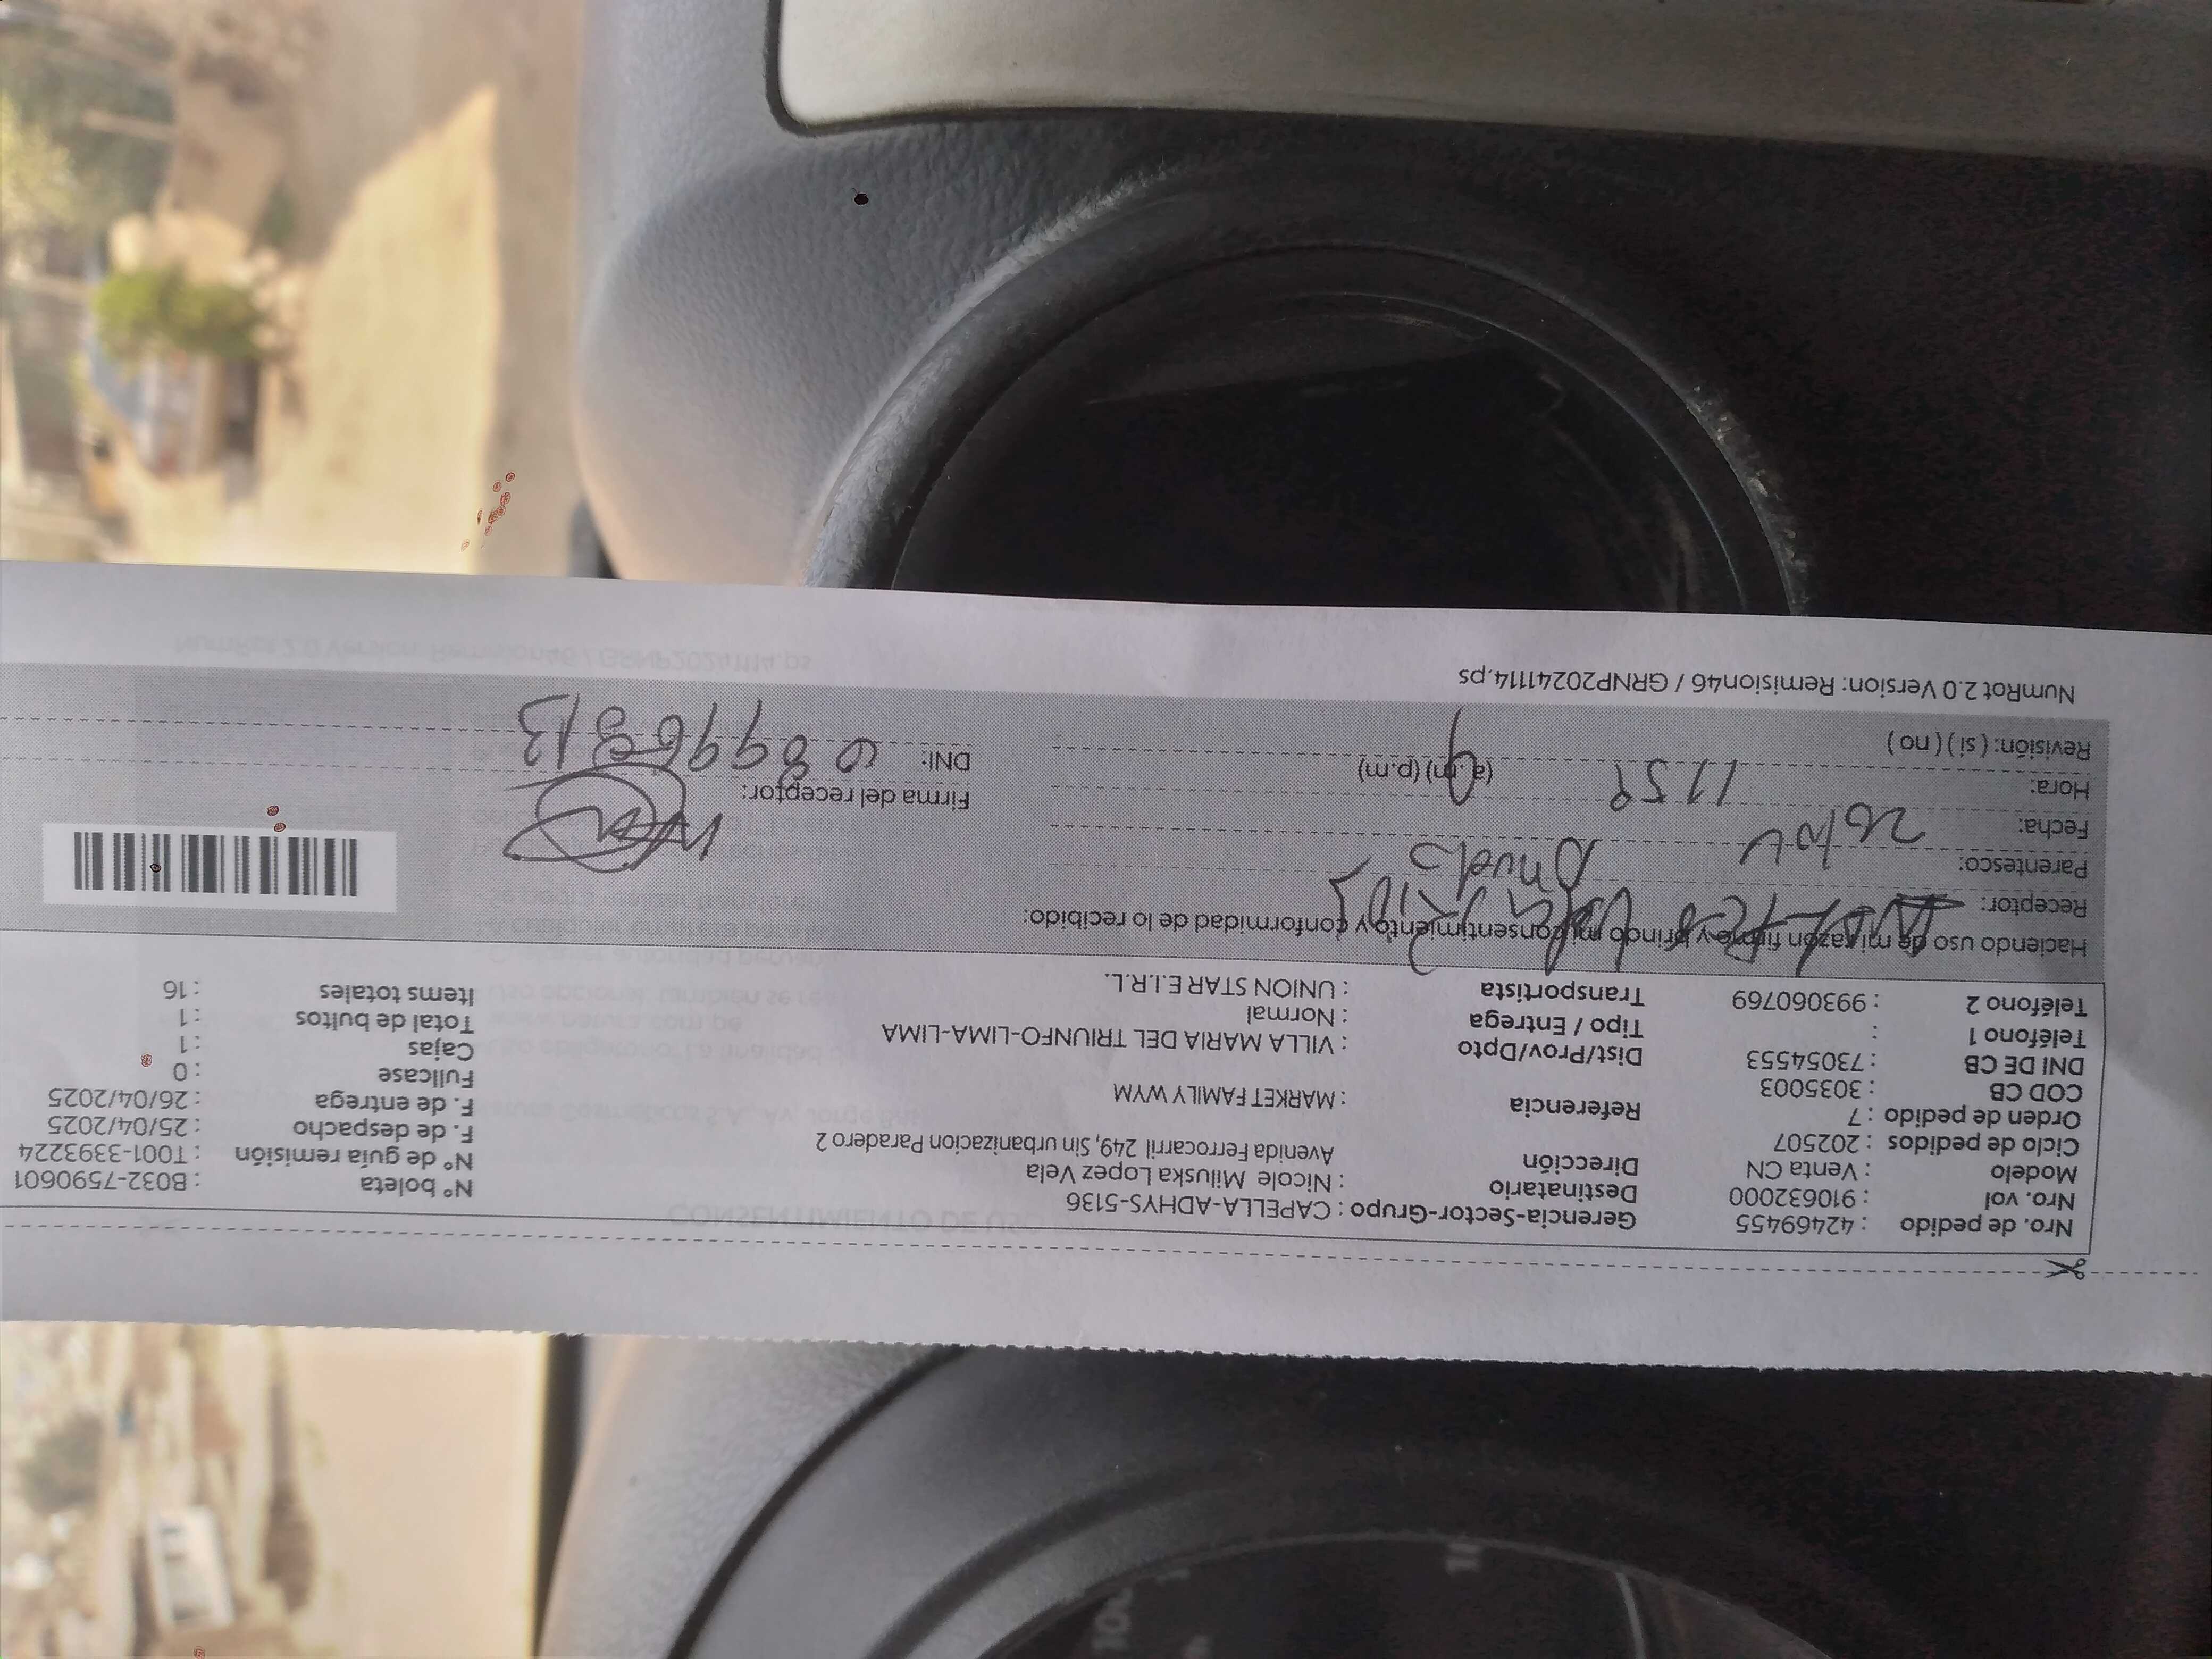 Nro. de pedido : 42469455 Gerencia-Sector-Grupo : CAPELLA-ADHYS-5136 N° boleta : B032-7590601
Nro. vol : 910632000 Destinatario : Nicole Miluska Lopez Vela N° de guía remisión : T001-3393224
Modelo : Venta CN Dirección Avenida Ferrocarril 249, Sin urbanizacion Paradero 2 F. de despacho : 25/04/2025
Ciclo de pedidos : 202507 F. de entrega : 26/04/2025
Orden de pedido : 7 Referencia : MARKET FAMILY WYM Fullcase : 0
COD CB : 3035003 Cajas : 1
DNI DE CB : 73054553 Dist/Prov/Dpto : VILLA MARIA DEL TRIUNFO-LIMA-LIMA Total de bultos : 1
Teléfono 1 : Tipo / Entrega : Normal Items totales : 16
Teléfono 2 : 993060769 Transportista : UNION STAR E.I.R.L.
Haciendo uso de mi razón firmo y brindo mi consentimiento y conformidad de lo recibido:
Receptor:
Parentesco:
Fecha: 26/04 Firma del receptor:
Hora: 1159 (a.m) (p.m) DNI: 08996813
Revisión: ( si ) ( no )
NumRot 2.0 Version: Remision46 / GRNP20241114.ps